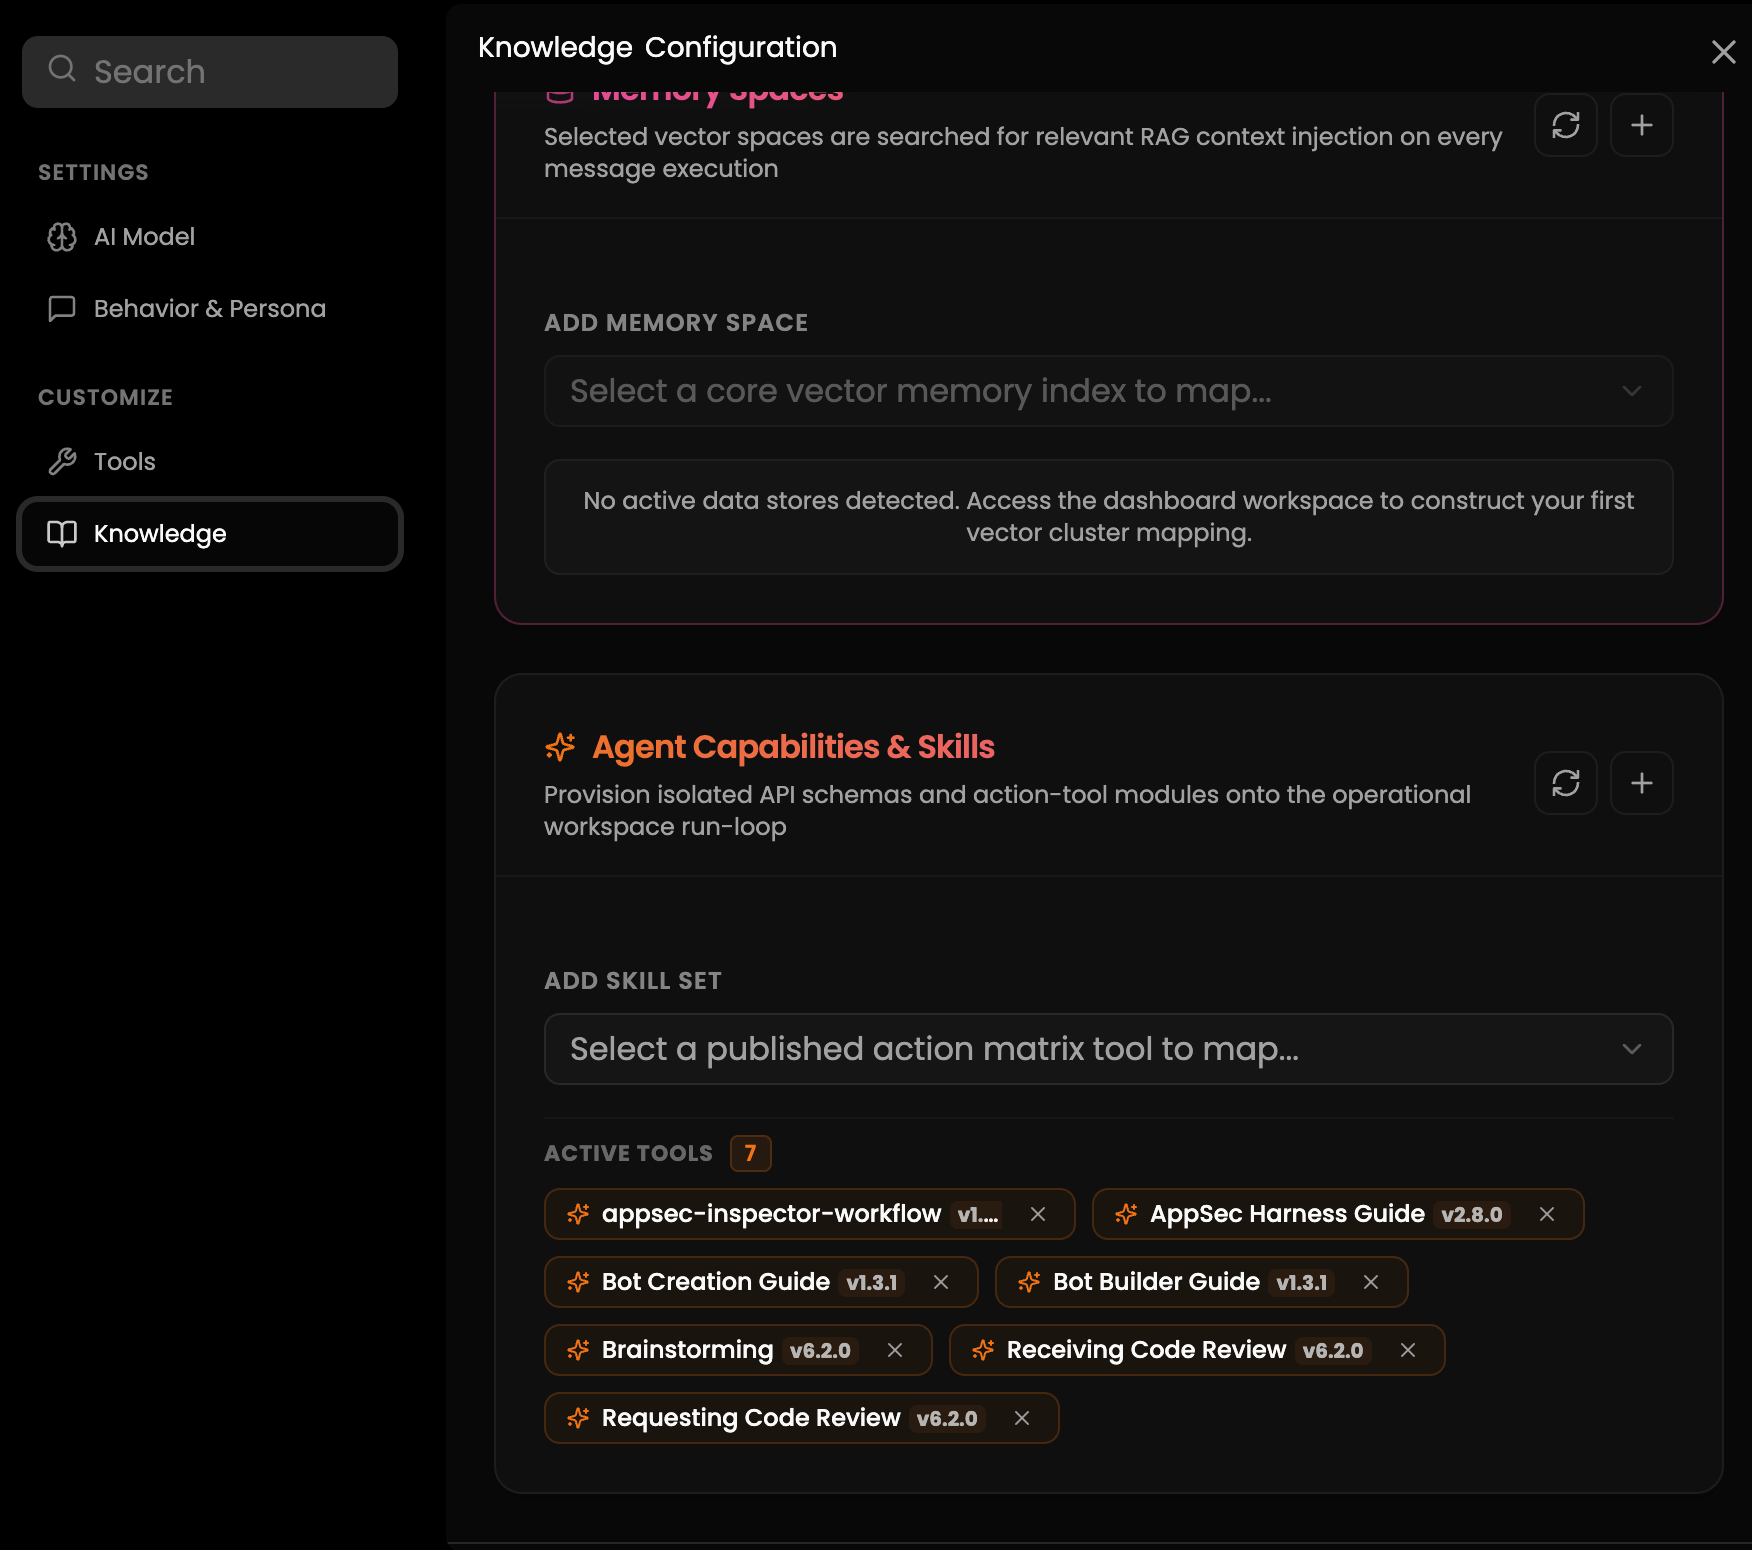 Search
SETTINGS
AI Model
Behavior & Persona
CUSTOMIZE
Tools
Knowledge
Knowledge Configuration
Memory Spaces
Selected vector spaces are searched for relevant RAG context injection on every
message execution
ADD MEMORY SPACE
Select a core vector memory index to map...
No active data stores detected. Access the dashboard workspace to construct your first
vector cluster mapping.
Agent Capabilities & Skills
Provision isolated API schemas and action-tool modules onto the operational
workspace run-loop
ADD SKILL SET
Select a published action matrix tool to map...
ACTIVE TOOLS 7
appsec-inspector-workflow v1.... AppSec Harness Guide v2.8.0
Bot Creation Guide v1.3.1 Bot Builder Guide v1.3.1
Brainstorming v6.2.0 Receiving Code Review v6.2.0
Requesting Code Review v6.2.0